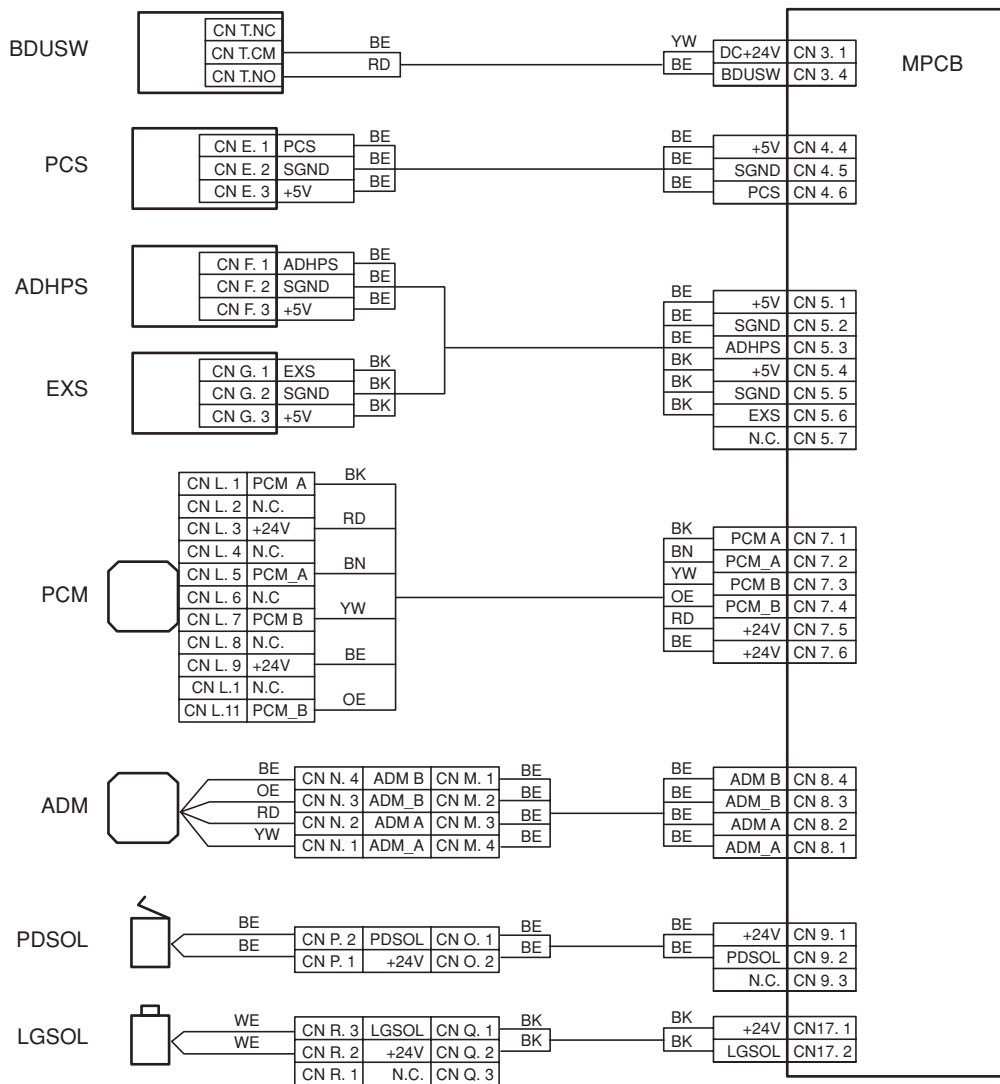 BDUSW
CN T.NC
CN T.CM BE
CN T.NO RD
YW DC+24V CN 3. 1
BE BDUSW CN 3. 4
MPCB
PCS
CN E. 1 PCS BE
CN E. 2 SGND BE
CN E. 3 +5V BE
BE +5V CN 4. 4
BE SGND CN 4. 5
BE PCS CN 4. 6
ADHPS
CN F. 1 ADHPS BE
CN F. 2 SGND BE
CN F. 3 +5V BE
EXS
CN G. 1 EXS BK
CN G. 2 SGND BK
CN G. 3 +5V BK
BE +5V CN 5. 1
BE SGND CN 5. 2
BE ADHPS CN 5. 3
BK +5V CN 5. 4
BK SGND CN 5. 5
BK EXS CN 5. 6
N.C. CN 5. 7
PCM
CN L. 1 PCM A BK
CN L. 2 N.C.
CN L. 3 +24V RD
CN L. 4 N.C.
CN L. 5 PCM_A BN
CN L. 6 N.C
CN L. 7 PCM B YW
CN L. 8 N.C.
CN L. 9 +24V BE
CN L.1 N.C.
CN L.11 PCM_B OE
BK PCM A CN 7. 1
BN PCM_A CN 7. 2
YW PCM B CN 7. 3
OE PCM_B CN 7. 4
RD +24V CN 7. 5
BE +24V CN 7. 6
ADM
BE CN N. 4 ADM B CN M. 1 BE
OE CN N. 3 ADM_B CN M. 2 BE
RD CN N. 2 ADM A CN M. 3 BE
YW CN N. 1 ADM_A CN M. 4 BE
BE ADM B CN 8. 4
BE ADM_B CN 8. 3
BE ADM A CN 8. 2
BE ADM_A CN 8. 1
PDSOL
BE CN P. 2 PDSOL CN O. 1 BE
BE CN P. 1 +24V CN O. 2 BE
BE +24V CN 9. 1
BE PDSOL CN 9. 2
N.C. CN 9. 3
LGSOL
WE CN R. 3 LGSOL CN Q. 1 BK
WE CN R. 2 +24V CN Q. 2 BK
CN R. 1 N.C. CN Q. 3
BK +24V CN17. 1
BK LGSOL CN17. 2